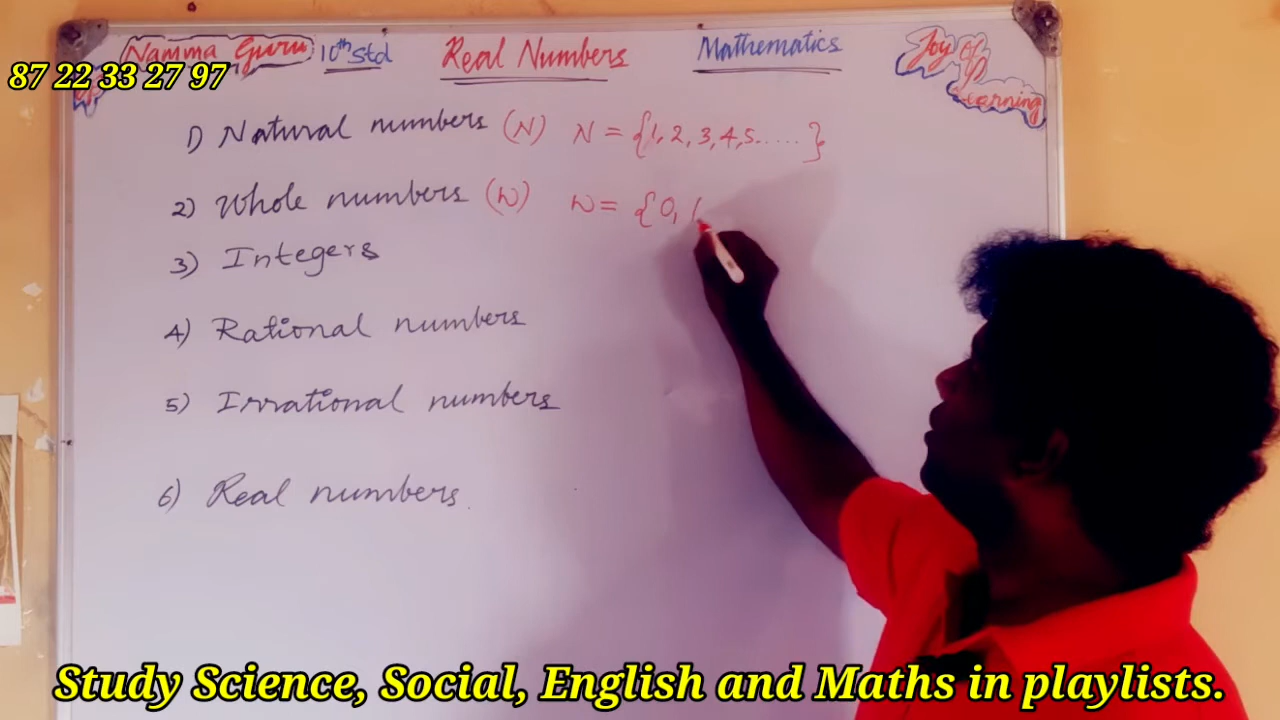 Namma Guru 10th Std Real Numbers Mathematics Joy of Learning
87 22 33 27 97
1) Natural numbers (N) N = {1, 2, 3, 4, 5.....}
2) Whole numbers (W) W = {0, 1
3) Integers
4) Rational numbers
5) Irrational numbers
6) Real numbers.
Study Science, Social, English and Maths in playlists.